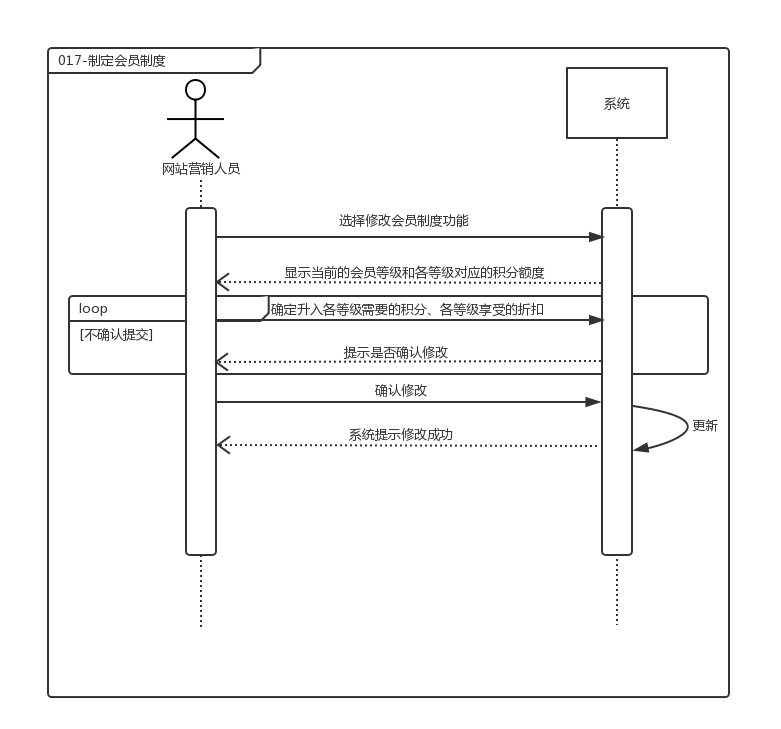 017-制定会员制度
系统
网站营销人员
选择修改会员制度功能
显示当前的会员等级和各等级对应的积分额度
loop
确定升入各等级需要的积分、各等级享受的折扣
[不确认提交]
提示是否确认修改
确认修改
更新
系统提示修改成功